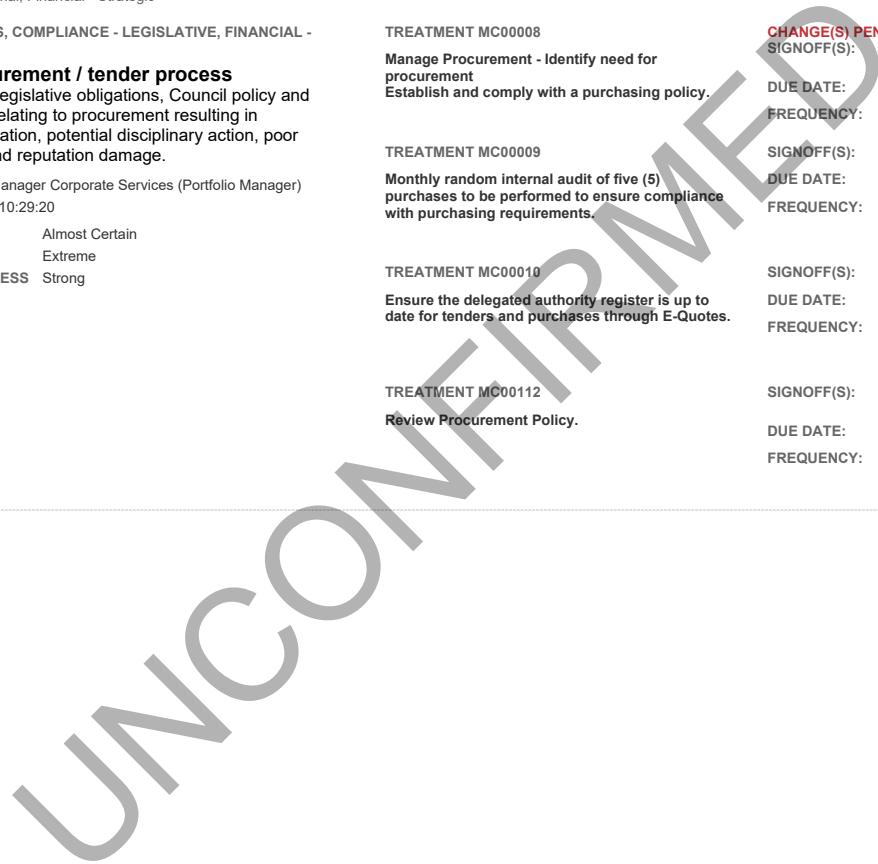 S, COMPLIANCE - LEGISLATIVE, FINANCIAL -
urement / tender process
egislative obligations, Council policy and
elating to procurement resulting in
ation, potential disciplinary action, poor
nd reputation damage.
anager Corporate Services (Portfolio Manager)
10:29:20
Almost Certain
Extreme
ESS Strong
TREATMENT MC00008
Manage Procurement - Identify need for
procurement
Establish and comply with a purchasing policy.
TREATMENT MC00009
Monthly random internal audit of five (5)
purchases to be performed to ensure compliance
with purchasing requirements.
TREATMENT MC00010
Ensure the delegated authority register is up to
date for tenders and purchases through E-Quotes.
TREATMENT MC00112
Review Procurement Policy.
CHANGE(S) PEN
SIGNOFF(S):
DUE DATE:
FREQUENCY:
SIGNOFF(S):
DUE DATE:
FREQUENCY:
SIGNOFF(S):
DUE DATE:
FREQUENCY:
SIGNOFF(S):
DUE DATE:
FREQUENCY:
UNCONFIRMED